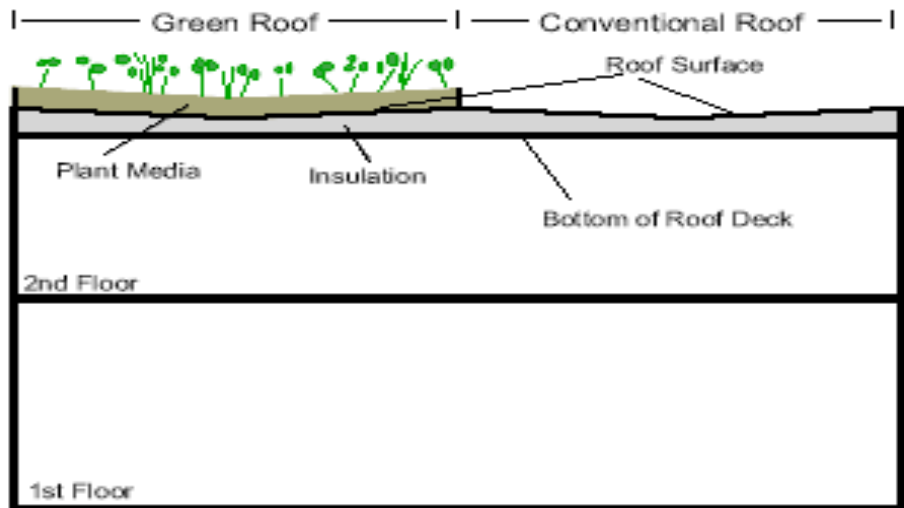 Green Roof
Conventional Roof
Roof Surface
Plant Media
Insulation
Bottom of Roof Deck
2nd Floor
1st Floor